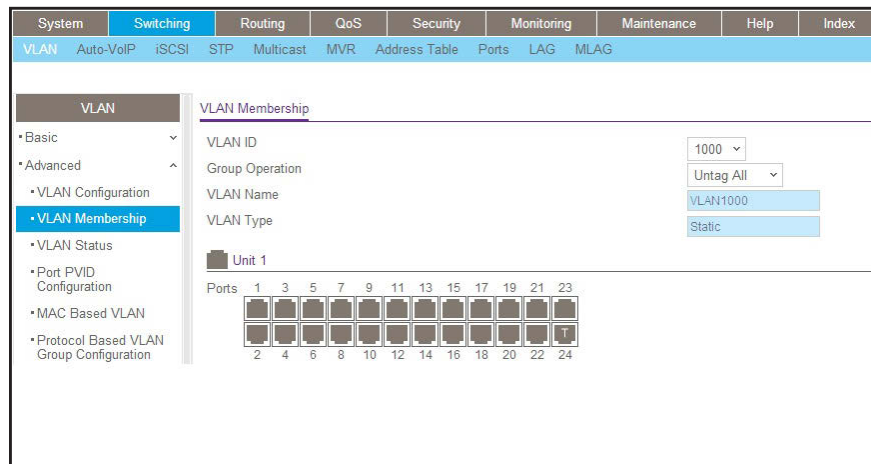 System Switching Routing QoS Security Monitoring Maintenance Help Index
VLAN Auto-VoIP iSCSI STP Multicast MVR Address Table Ports LAG MLAG
VLAN
Basic
Advanced
VLAN Configuration
VLAN Membership
VLAN Status
Port PVID
Configuration
MAC Based VLAN
Protocol Based VLAN
Group Configuration
VLAN Membership
VLAN ID 1000
Group Operation Untag All
VLAN Name VLAN1000
VLAN Type Static
Unit 1
Ports 1 3 5 7 9 11 13 15 17 19 21 23
T
2 4 6 8 10 12 14 16 18 20 22 24